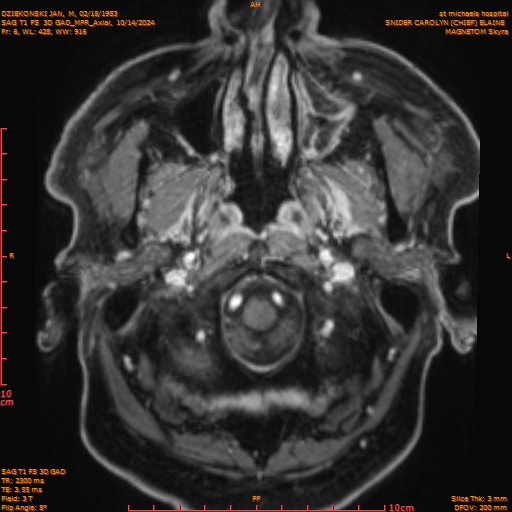 AH
DZIEKONSKI JAN, M, 02/18/1953
SAG T1 FS 3D GAD_MPR_Axial, 10/14/2024
Fr: 6, WL: 428, WW: 916
st michaels hospital
SNIDER CAROLYN (CHIEF) ELAINE
MAGNETOM Skyra
R
L
10
cm
SAG T1 FS 3D GAD
TR: 2300 ms
TE: 3.55 ms
Field: 3 T
Flip Angle: 8°
PF
10cm
Slice Thk: 3 mm
DFOV: 200 mm